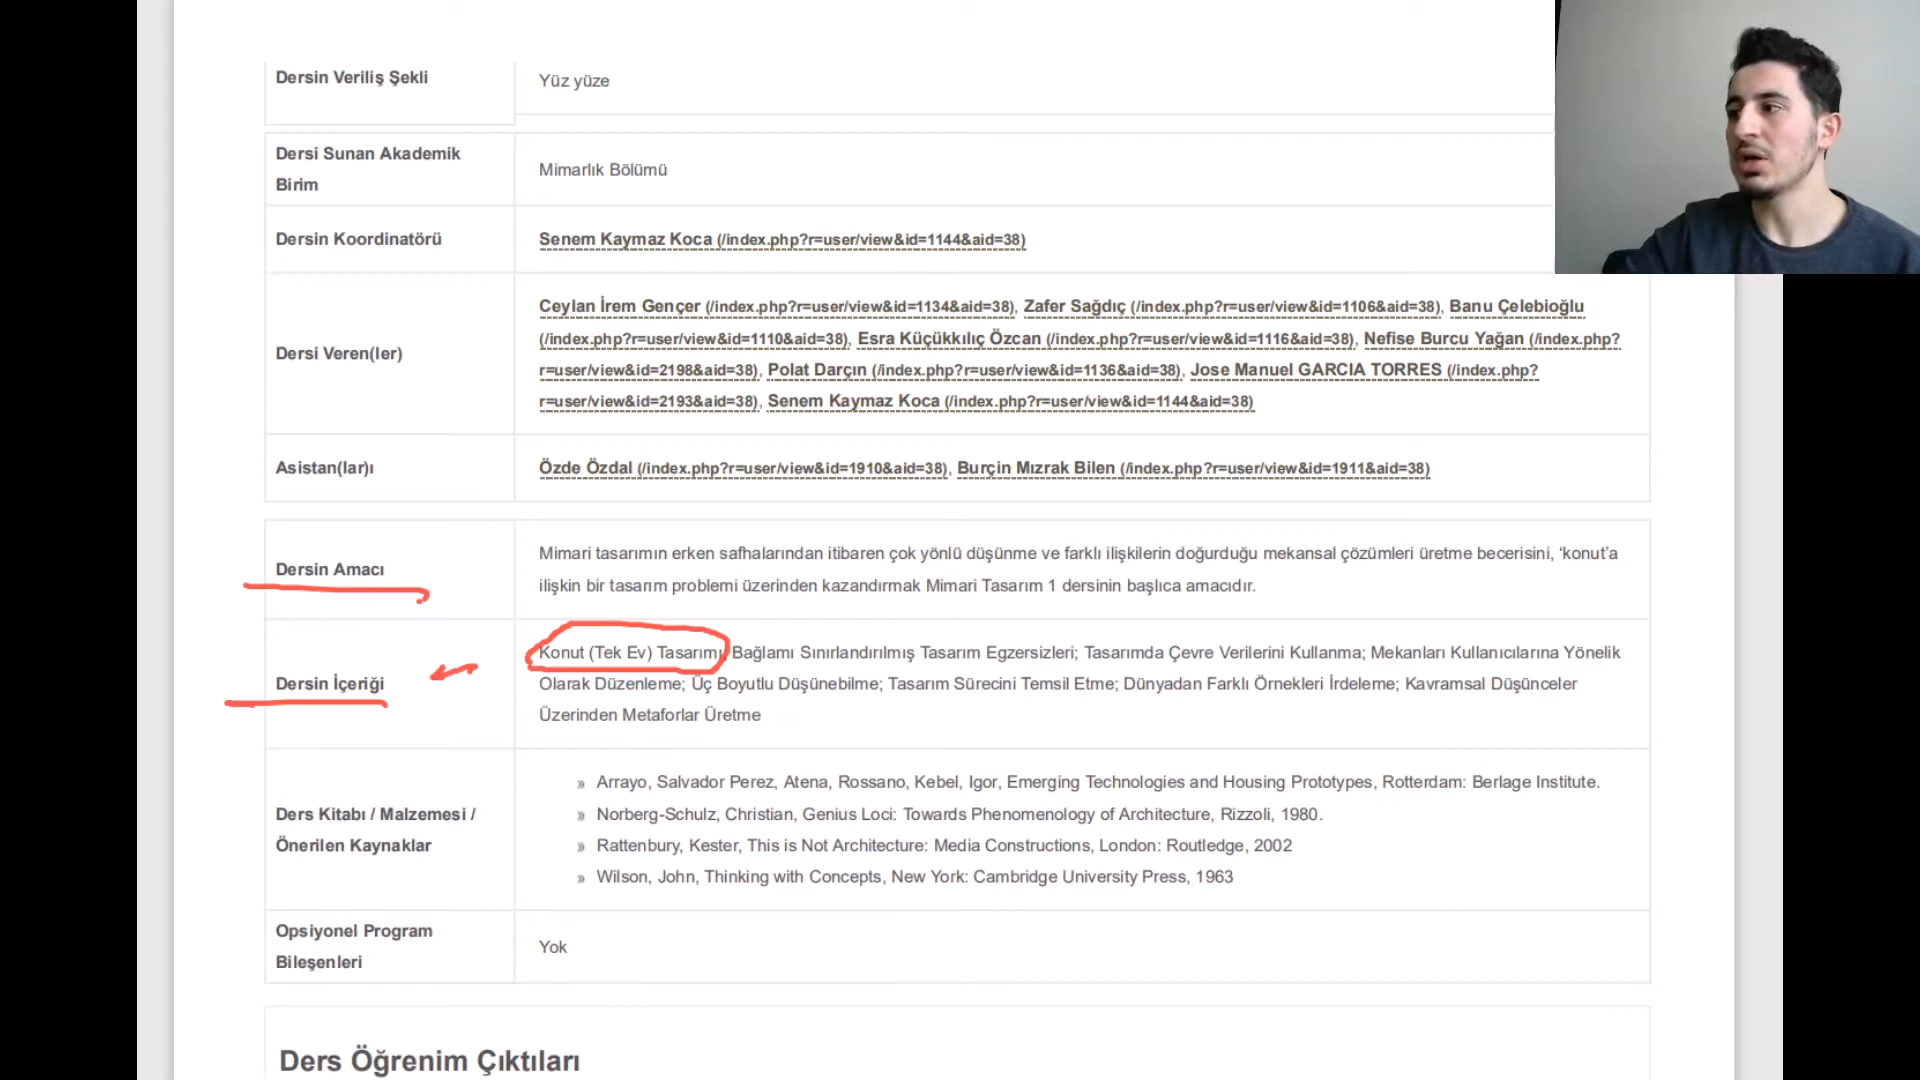 Dersin Veriliş Şekli
Yüz yüze
Dersi Sunan Akademik
Birim
Mimarlık Bölümü
Dersin Koordinatörü
Senem Kaymaz Koca (/index.php?r=user/view&id=1144&aid=38)
Dersi Veren(ler)
Ceylan İrem Gençer (/index.php?r=user/view&id=1134&aid=38), Zafer Sağdıç (/index.php?r=user/view&id=1106&aid=38), Banu Çelebioğlu
(/index.php?r=user/view&id=1110&aid=38), Esra Küçükkılıç Özcan (/index.php?r=user/view&id=1116&aid=38), Nefise Burcu Yağan (/index.php?
r=user/view&id=2198&aid=38), Polat Darçın (/index.php?r=user/view&id=1136&aid=38), Jose Manuel GARCIA TORRES (/index.php?
r=user/view&id=2193&aid=38), Senem Kaymaz Koca (/index.php?r=user/view&id=1144&aid=38)
Asistan(lar)ı
Özde Özdal (/index.php?r=user/view&id=1910&aid=38), Burçin Mızrak Bilen (/index.php?r=user/view&id=1911&aid=38)
Dersin Amacı
Mimari tasarımın erken safhalarından itibaren çok yönlü düşünme ve farklı ilişkilerin doğurduğu mekansal çözümleri üretme becerisini, ‘konut’a
ilişkin bir tasarım problemi üzerinden kazandırmak Mimari Tasarım 1 dersinin başlıca amacıdır.
Dersin İçeriği
Konut (Tek Ev) Tasarımı; Bağlamı Sınırlandırılmış Tasarım Egzersizleri; Tasarımda Çevre Verilerini Kullanma; Mekanları Kullanıcılarına Yönelik
Olarak Düzenleme; Üç Boyutlu Düşünebilme; Tasarım Sürecini Temsil Etme; Dünyadan Farklı Örnekleri İrdeleme; Kavramsal Düşünceler
Üzerinden Metaforlar Üretme
Ders Kitabı / Malzemesi /
Önerilen Kaynaklar
» Arrayo, Salvador Perez, Atena, Rossano, Kebel, Igor, Emerging Technologies and Housing Prototypes, Rotterdam: Berlage Institute.
» Norberg-Schulz, Christian, Genius Loci: Towards Phenomenology of Architecture, Rizzoli, 1980.
» Rattenbury, Kester, This is Not Architecture: Media Constructions, London: Routledge, 2002
» Wilson, John, Thinking with Concepts, New York: Cambridge University Press, 1963
Opsiyonel Program
Bileşenleri
Yok
Ders Öğrenim Çıktıları